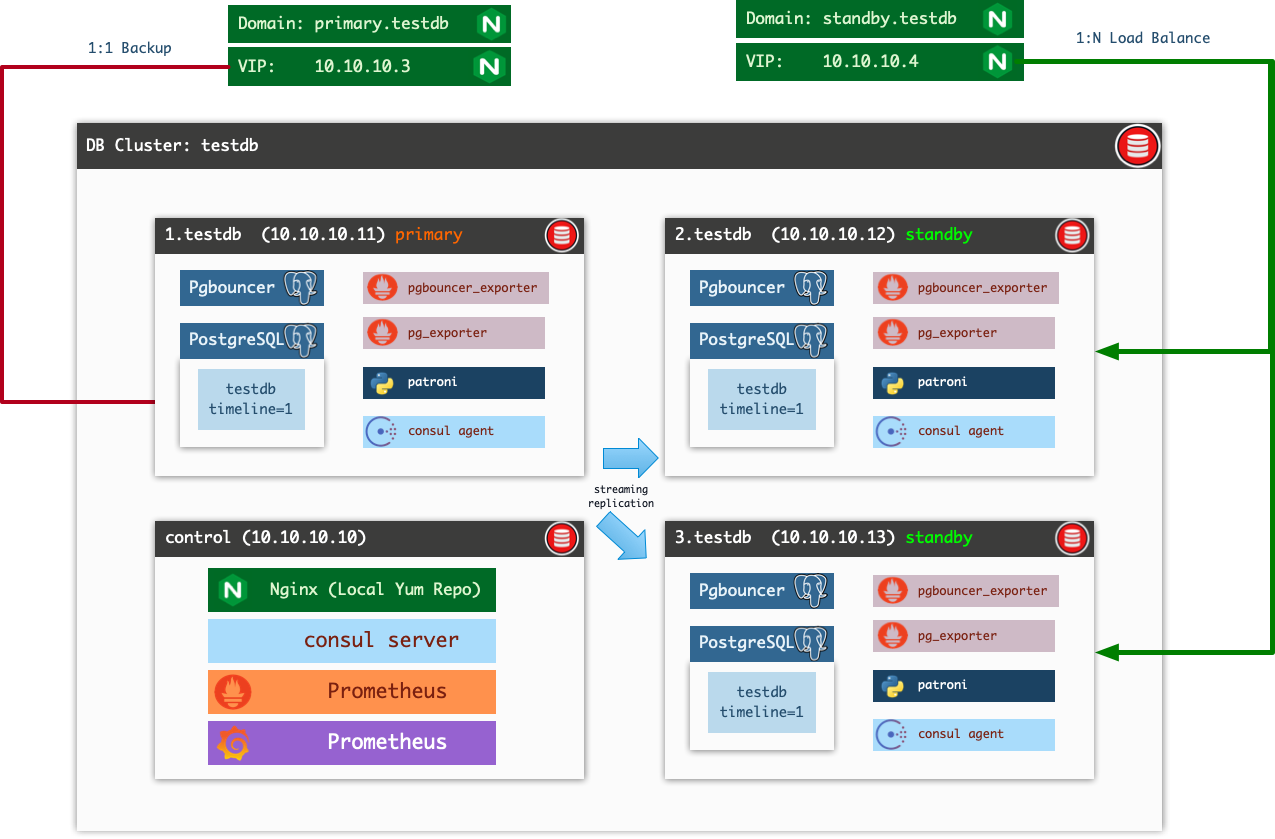 Domain: primary.testdb
VIP: 10.10.10.3
1:1 Backup
Domain: standby.testdb
VIP: 10.10.10.4
1:N Load Balance
DB Cluster: testdb
1.testdb (10.10.10.11) primary
Pgbouncer
pgbouncer_exporter
PostgreSQL
pg_exporter
testdb
timeline=1
patroni
consul agent
2.testdb (10.10.10.12) standby
Pgbouncer
pgbouncer_exporter
PostgreSQL
pg_exporter
testdb
timeline=1
patroni
consul agent
streaming
replication
control (10.10.10.10)
Nginx (Local Yum Repo)
consul server
Prometheus
Prometheus
3.testdb (10.10.10.13) standby
Pgbouncer
pgbouncer_exporter
PostgreSQL
pg_exporter
testdb
timeline=1
patroni
consul agent